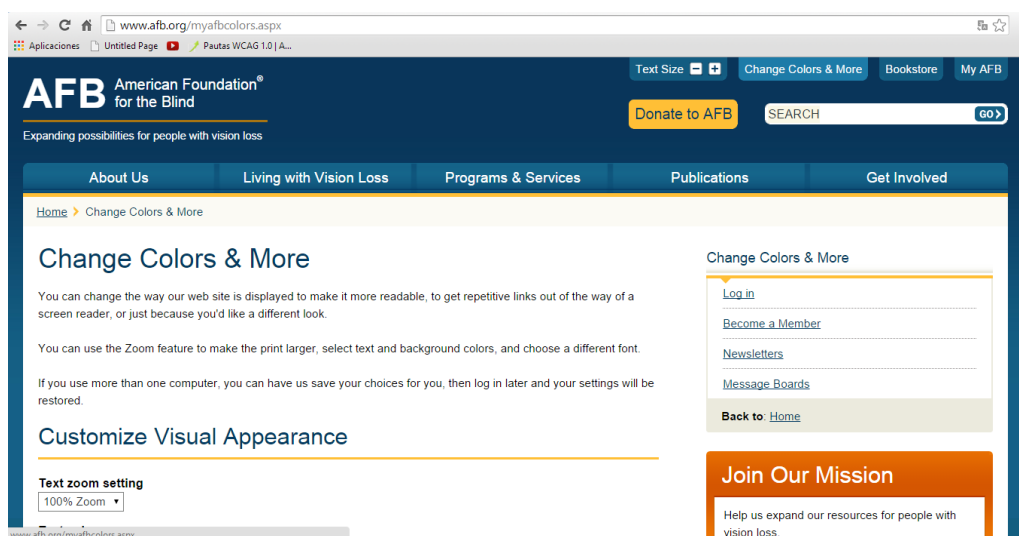 www.afb.org/myafbcolors.aspx
Aplicaciones Untitled Page Pautas WCAG 1.0 | A...
Text Size Change Colors & More Bookstore My AFB
AFB American Foundation®
for the Blind
Donate to AFB SEARCH GO
Expanding possibilities for people with vision loss
About Us Living with Vision Loss Programs & Services Publications Get Involved
Home Change Colors & More
Change Colors & More
You can change the way our web site is displayed to make it more readable, to get repetitive links out of the way of a
screen reader, or just because you'd like a different look.
You can use the Zoom feature to make the print larger, select text and background colors, and choose a different font.
If you use more than one computer, you can have us save your choices for you, then log in later and your settings will be
restored.
Customize Visual Appearance
Text zoom setting
100% Zoom
Change Colors & More
Log in
Become a Member
Newsletters
Message Boards
Back to: Home
Join Our Mission
Help us expand our resources for people with
vision loss.
www.afb.org/myafbcolors.aspx